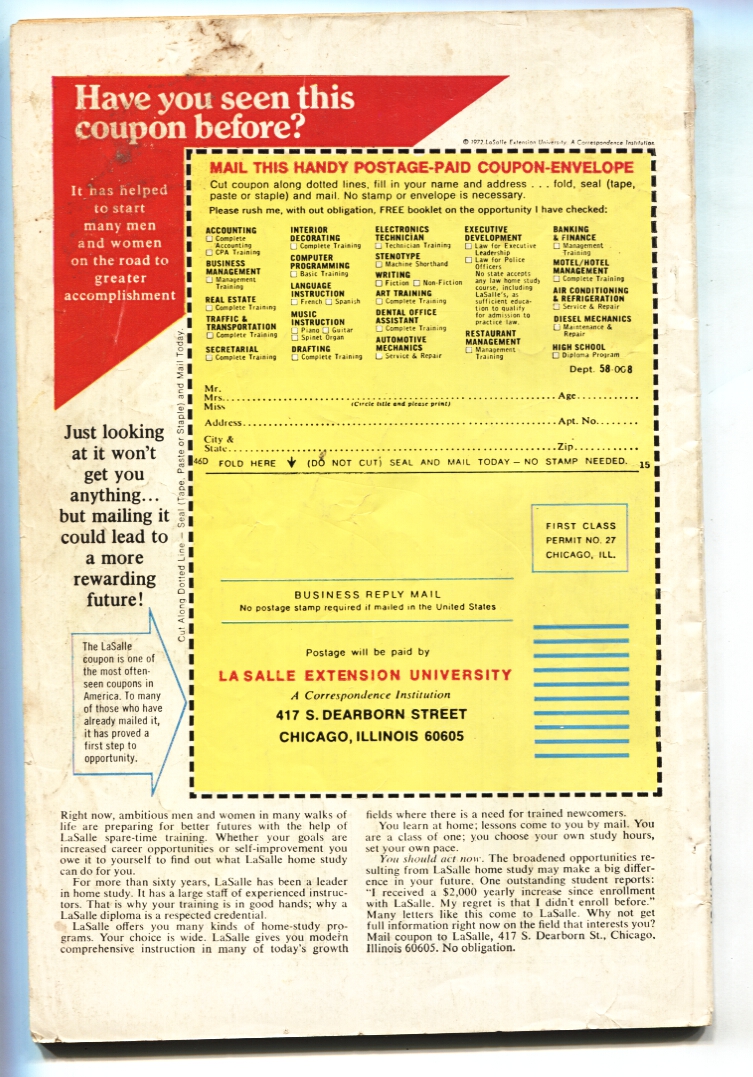 Have you seen this
coupon before?
© 1972 LaSalle Extension University. A Correspondence Institution
It has helped
to start
many men
and women
on the road to
greater
accomplishment
MAIL THIS HANDY POSTAGE-PAID COUPON-ENVELOPE
Cut coupon along dotted lines, fill in your name and address . . . fold, seal (tape,
paste or staple) and mail. No stamp or envelope is necessary.
Please rush me, with out obligation, FREE booklet on the opportunity I have checked:
ACCOUNTING
Complete
Accounting
CPA Training
BUSINESS
MANAGEMENT
Management
Training
REAL ESTATE
Complete Training
TRAFFIC &
TRANSPORTATION
Complete Training
SECRETARIAL
Complete Training
INTERIOR
DECORATING
Complete Training
COMPUTER
PROGRAMMING
Basic Training
LANGUAGE
INSTRUCTION
French Spanish
MUSIC
INSTRUCTION
Piano Guitar
Spinet Organ
DRAFTING
Complete Training
ELECTRONICS
TECHNICIAN
Technician Training
STENOTYPE
Machine Shorthand
WRITING
Fiction Non-Fiction
ART TRAINING
Complete Training
DENTAL OFFICE
ASSISTANT
Complete Training
AUTOMOTIVE
MECHANICS
Service & Repair
EXECUTIVE
DEVELOPMENT
Law for Executive
Leadership
Law for Police
Officers
No state accepts
any law home study
course, including
LaSalle's, as
sufficient educa-
tion to qualify
for admission to
practice law.
RESTAURANT
MANAGEMENT
Management
Training
BANKING
& FINANCE
Management
Training
MOTEL/HOTEL
MANAGEMENT
Complete Training
AIR CONDITIONING
& REFRIGERATION
Service & Repair
DIESEL MECHANICS
Maintenance &
Repair
HIGH SCHOOL
Diploma Program
Dept. 58-008
Mr.
Mrs. Age
Miss (Circle title and please print)
Address Apt. No.
City &
State Zip
46D FOLD HERE ↓ (DO NOT CUT) SEAL AND MAIL TODAY – NO STAMP NEEDED. 15
Cut Along Dotted Line — Seal (Tape, Paste or Staple) and Mail Today.
Just looking
at it won't
get you
anything...
but mailing it
could lead to
a more
rewarding
future!
The LaSalle
coupon is one of
the most often-
seen coupons in
America. To many
of those who have
already mailed it,
it has proved a
first step to
opportunity.
FIRST CLASS
PERMIT NO. 27
CHICAGO, ILL.
BUSINESS REPLY MAIL
No postage stamp required if mailed in the United States
Postage will be paid by
LA SALLE EXTENSION UNIVERSITY
A Correspondence Institution
417 S. DEARBORN STREET
CHICAGO, ILLINOIS 60605
Right now, ambitious men and women in many walks of
life are preparing for better futures with the help of
LaSalle spare-time training. Whether your goals are
increased career opportunities or self-improvement you
owe it to yourself to find out what LaSalle home study
can do for you.
For more than sixty years, LaSalle has been a leader
in home study. It has a large staff of experienced instruc-
tors. That is why your training is in good hands; why a
LaSalle diploma is a respected credential.
LaSalle offers you many kinds of home-study pro-
grams. Your choice is wide. LaSalle gives you modern
comprehensive instruction in many of today's growth
fields where there is a need for trained newcomers.
You learn at home; lessons come to you by mail. You
are a class of one; you choose your own study hours,
set your own pace.
You should act now. The broadened opportunities re-
sulting from LaSalle home study may make a big differ-
ence in your future. One outstanding student reports:
"I received a $2,000 yearly increase since enrollment
with LaSalle. My regret is that I didn't enroll before."
Many letters like this come to LaSalle. Why not get
full information right now on the field that interests you?
Mail coupon to LaSalle, 417 S. Dearborn St., Chicago,
Illinois 60605. No obligation.